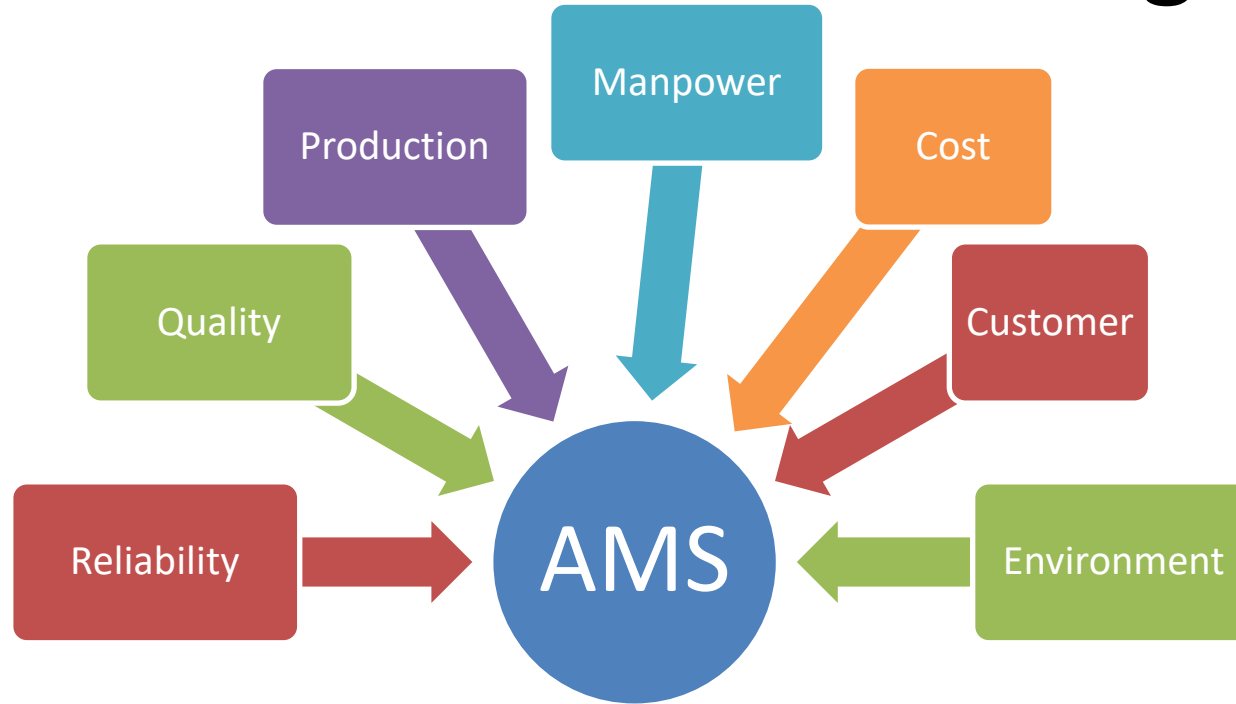 Manpower
Production
Cost
Quality
Customer
Reliability
AMS
Environment